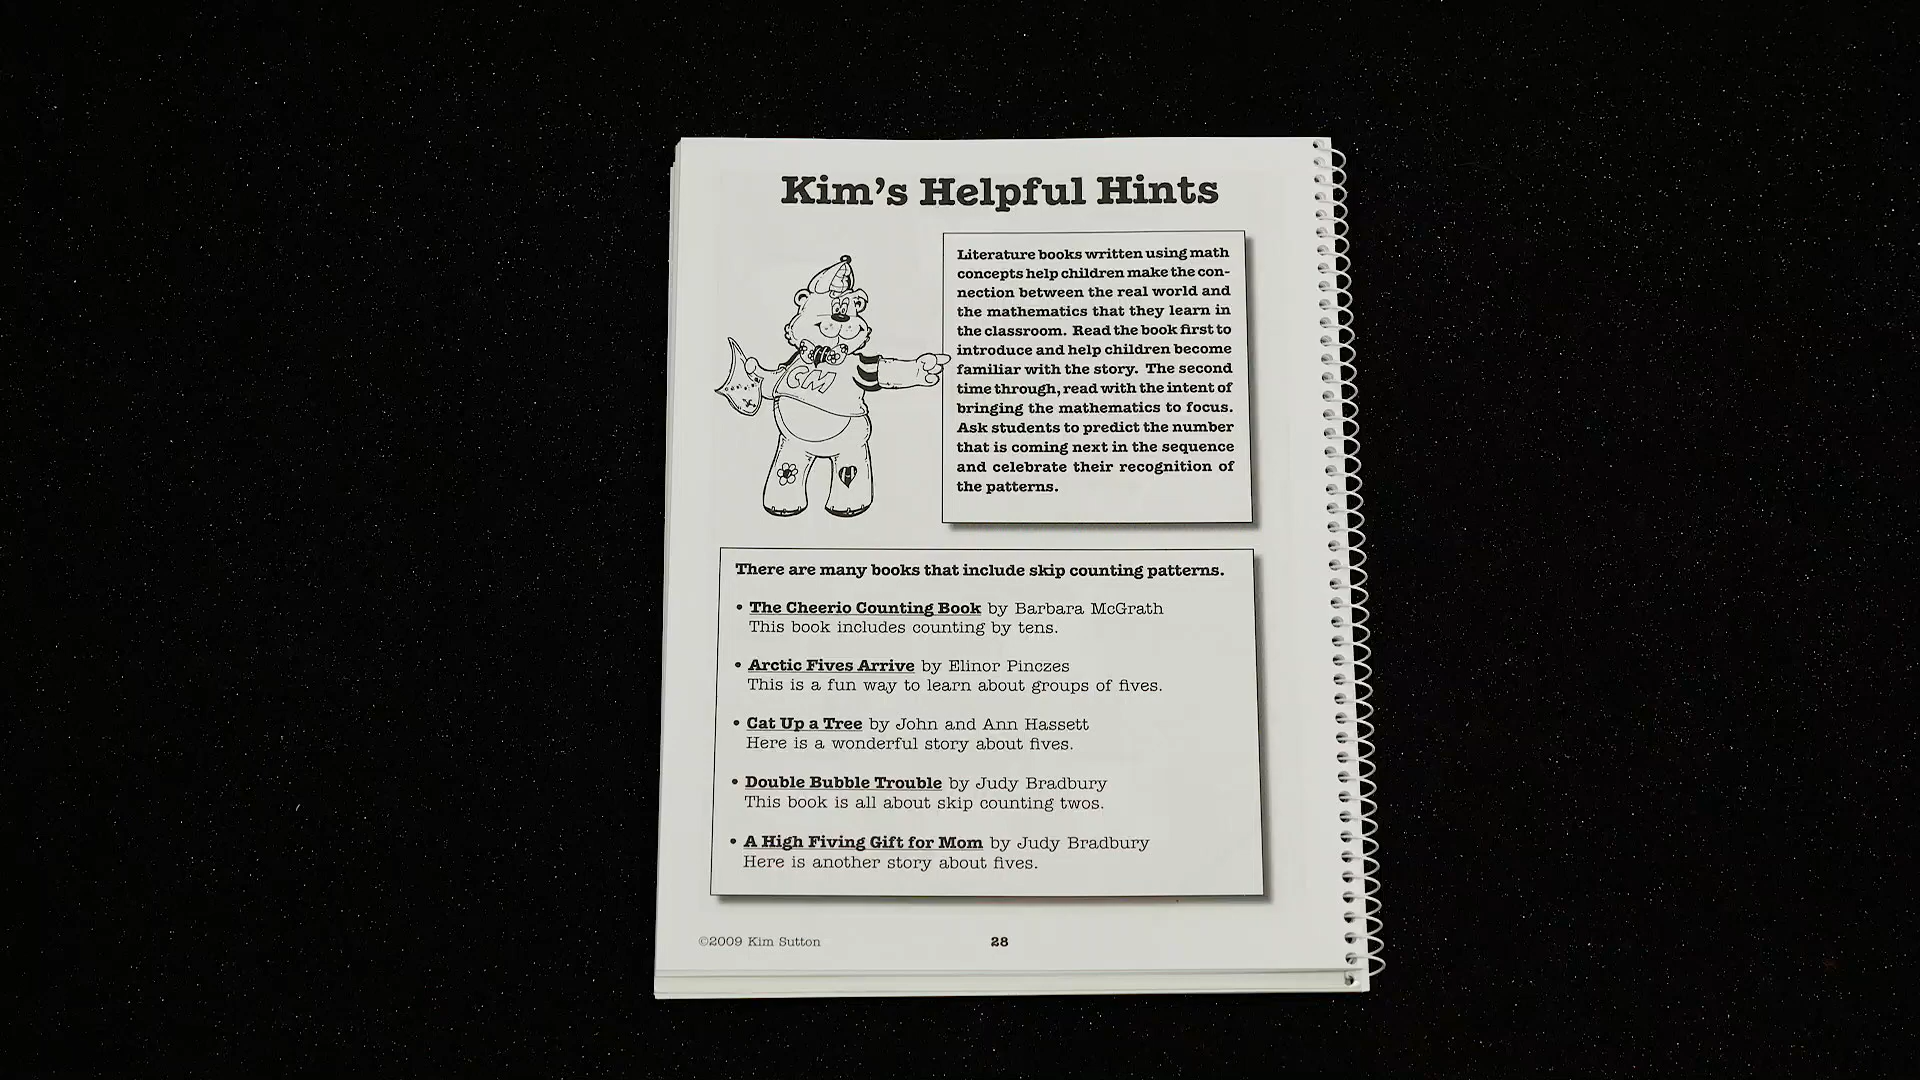 Kim's Helpful Hints
Literature books written using math
concepts help children make the con-
nection between the real world and
the mathematics that they learn in
the classroom. Read the book first to
introduce and help children become
familiar with the story. The second
time through, read with the intent of
bringing the mathematics to focus.
Ask students to predict the number
that is coming next in the sequence
and celebrate their recognition of
the patterns.
CM
There are many books that include skip counting patterns.
• The Cheerio Counting Book by Barbara McGrath
This book includes counting by tens.
• Arctic Fives Arrive by Elinor Pinczes
This is a fun way to learn about groups of fives.
• Cat Up a Tree by John and Ann Hassett
Here is a wonderful story about fives.
• Double Bubble Trouble by Judy Bradbury
This book is all about skip counting twos.
• A High Fiving Gift for Mom by Judy Bradbury
Here is another story about fives.
©2009 Kim Sutton
28